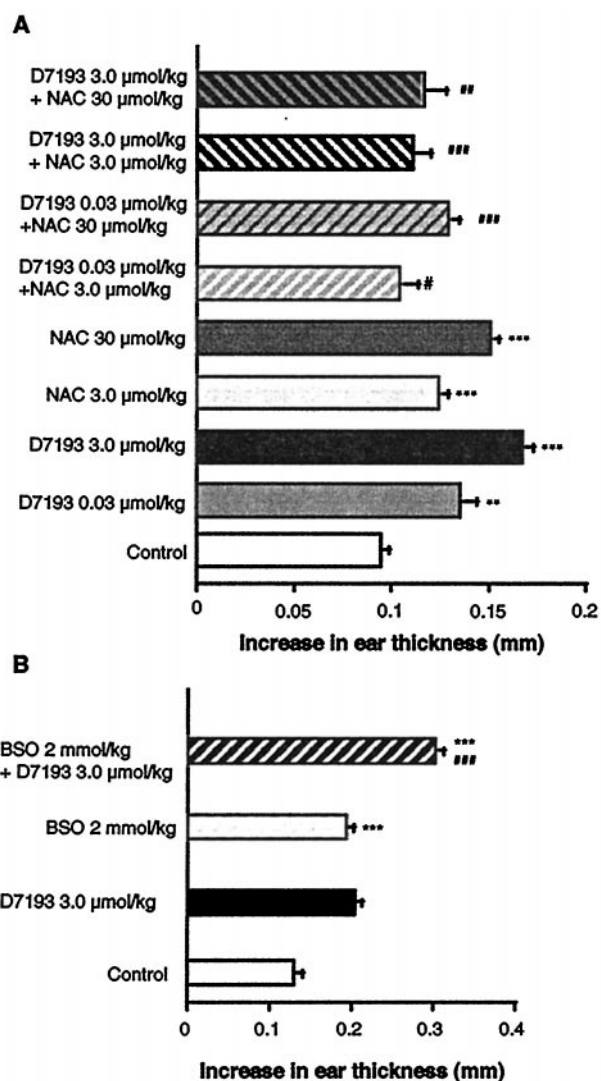 A
D7193 3.0 µmol/kg
+ NAC 30 µmol/kg
##
D7193 3.0 µmol/kg
+ NAC 3.0 µmol/kg
###
D7193 0.03 µmol/kg
+NAC 30 µmol/kg
###
D7193 0.03 µmol/kg
+NAC 3.0 µmol/kg
#
NAC 30 µmol/kg
***
NAC 3.0 µmol/kg
***
D7193 3.0 µmol/kg
***
D7193 0.03 µmol/kg
**
Control
0 0.05 0.1 0.15 0.2
Increase in ear thickness (mm)
B
BSO 2 mmol/kg
+ D7193 3.0 µmol/kg
***
###
BSO 2 mmol/kg
***
D7193 3.0 µmol/kg
Control
0 0.1 0.2 0.3 0.4
Increase in ear thickness (mm)